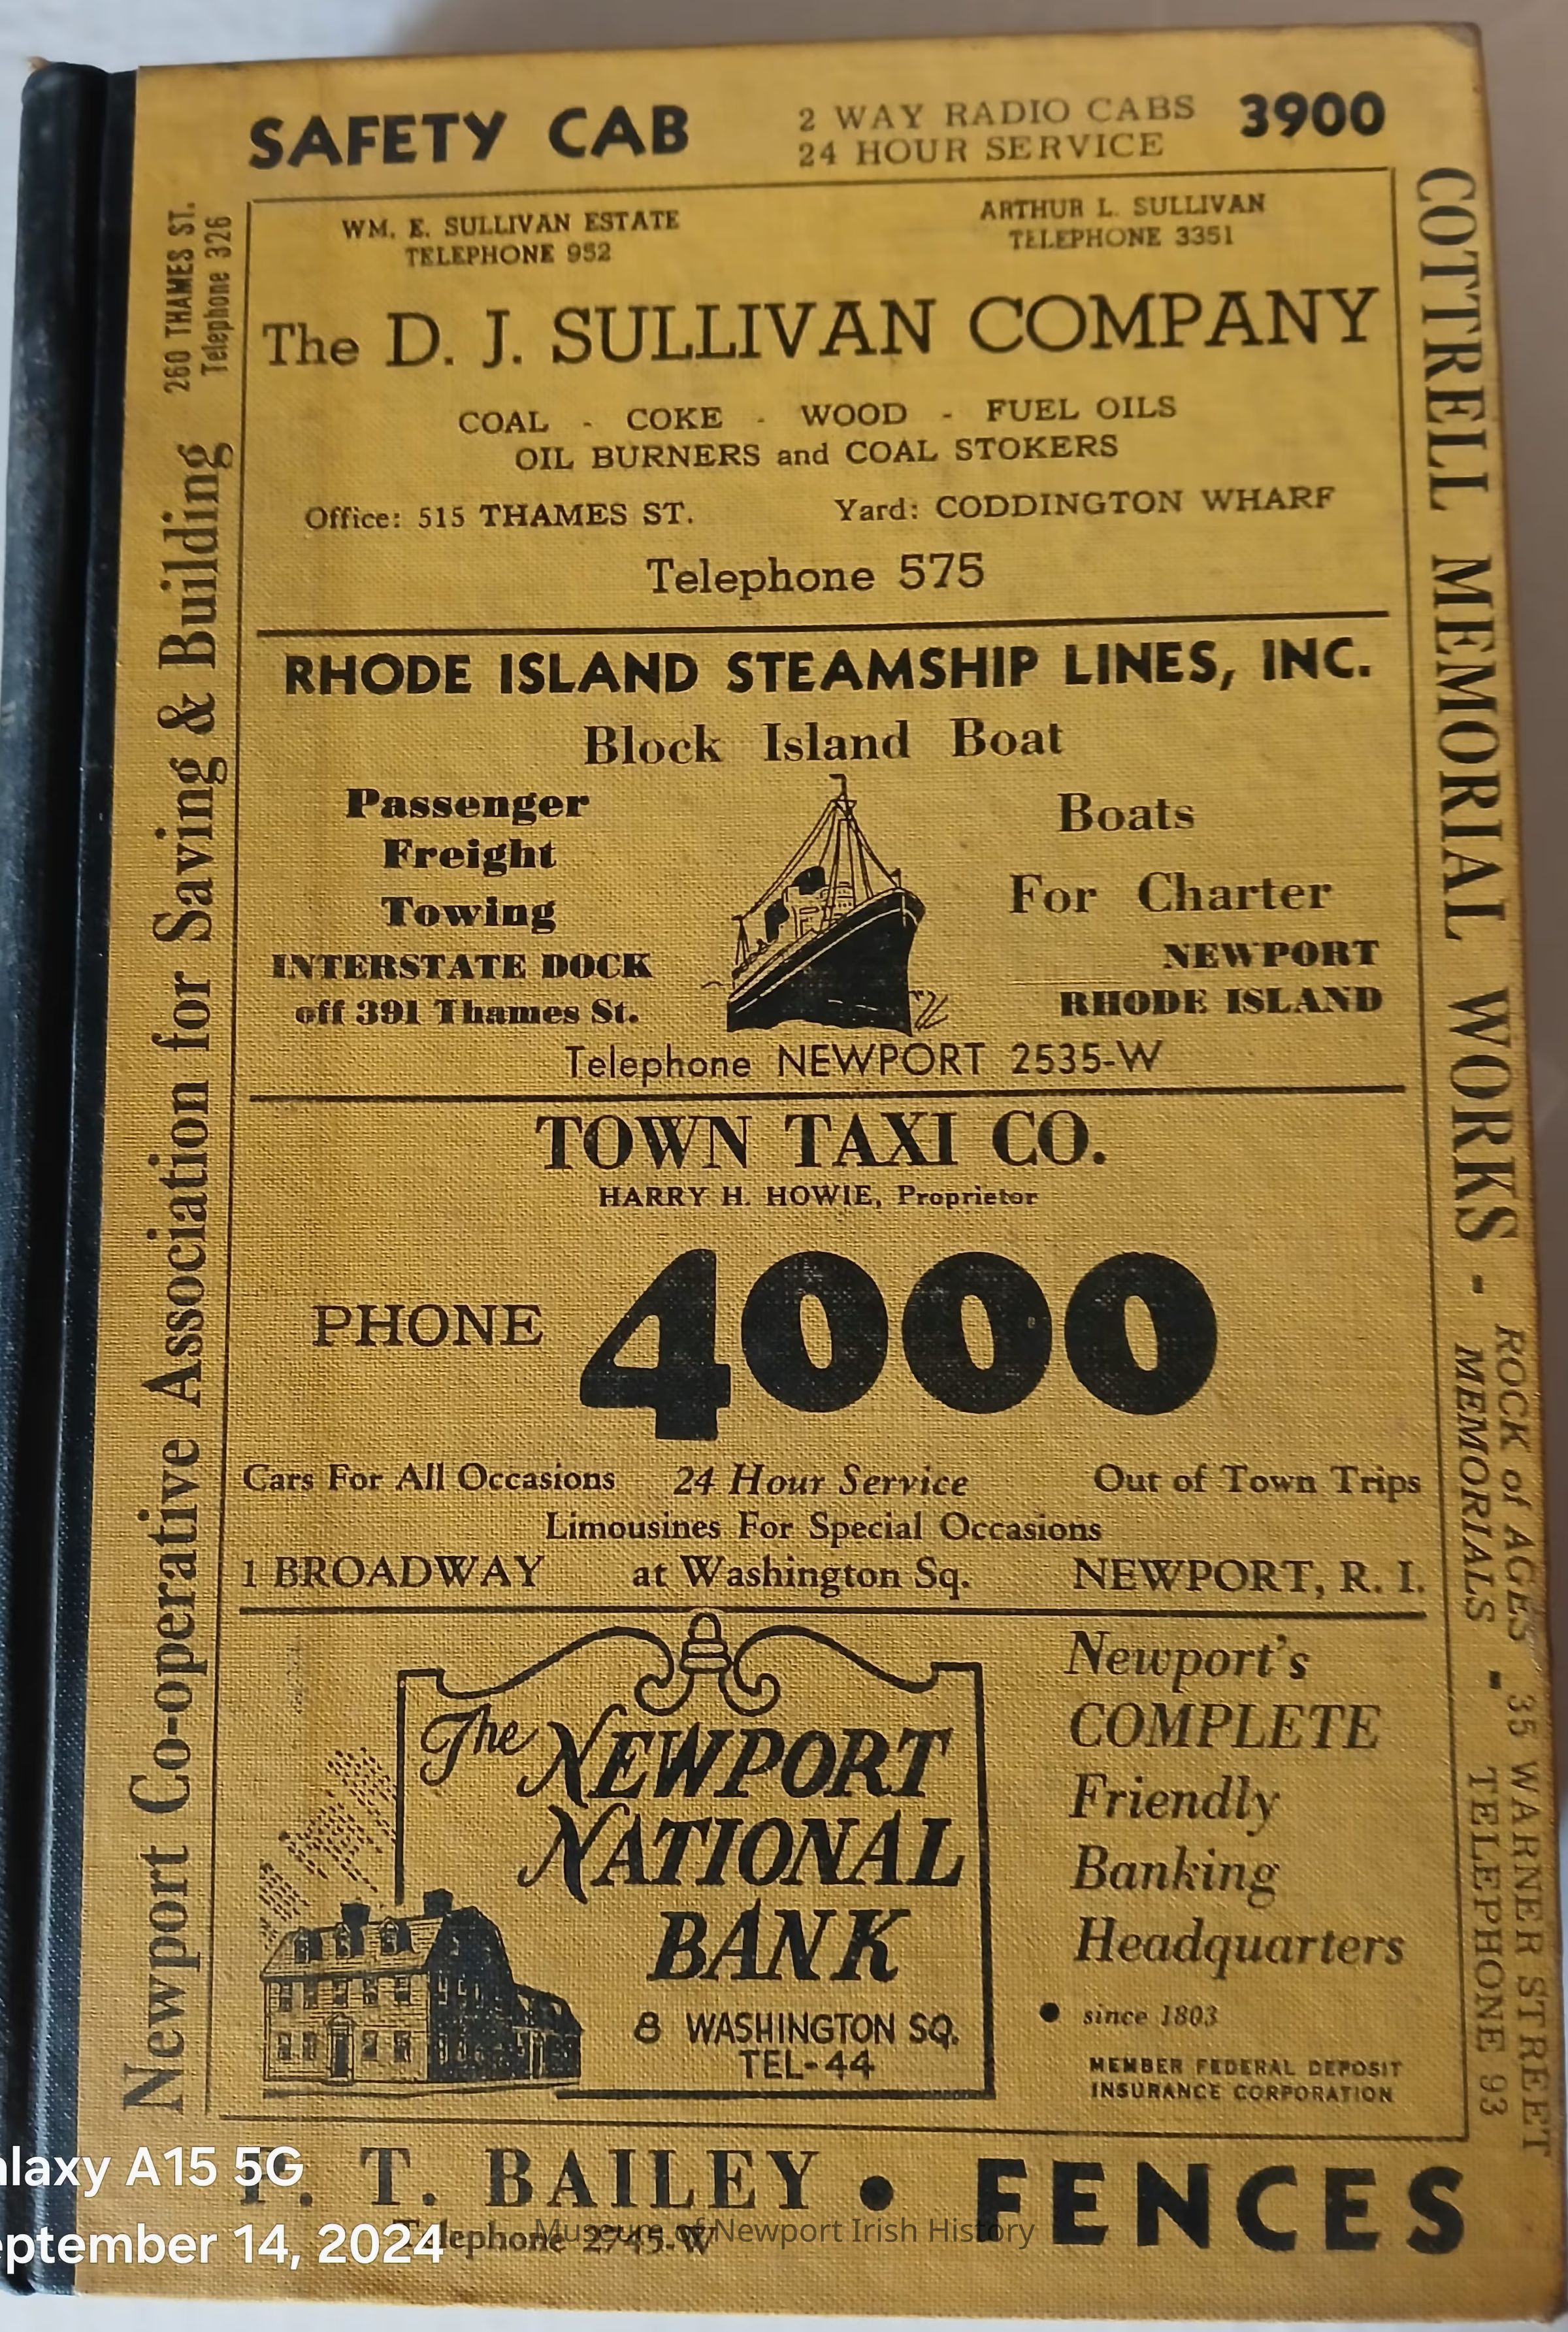 SAFETY CAB
2 WAY RADIO CABS
24 HOUR SERVICE
3900
WM. E. SULLIVAN ESTATE
TELEPHONE 952
ARTHUR L. SULLIVAN
TELEPHONE 3351
The D. J. SULLIVAN COMPANY
COAL - COKE - WOOD - FUEL OILS
OIL BURNERS and COAL STOKERS
Office: 515 THAMES ST. Yard: CODDINGTON WHARF
Telephone 575
RHODE ISLAND STEAMSHIP LINES, INC.
Block Island Boat
Passenger
Freight
Towing
INTERSTATE DOCK
off 391 Thames St.
Boats
For Charter
NEWPORT
RHODE ISLAND
Telephone NEWPORT 2535-W
TOWN TAXI CO.
HARRY H. HOWIE, Proprietor
PHONE 4000
Cars For All Occasions 24 Hour Service Out of Town Trips
Limousines For Special Occasions
1 BROADWAY at Washington Sq. NEWPORT, R. I.
The NEWPORT
NATIONAL
BANK
8 WASHINGTON SQ.
TEL-44
Newport's
COMPLETE
Friendly
Banking
Headquarters
• since 1803
MEMBER FEDERAL DEPOSIT
INSURANCE CORPORATION
Newport Co-operative Association for Saving & Building
260 THAMES ST.
Telephone 326
COTTRELL MEMORIAL WORKS -
ROCK of AGES
MEMORIALS
- 35 WARNER STREET
TELEPHONE 93
T. BAILEY • FENCES
Telephone 2745-W
A15 5G
14, 2024
Museum of Newport Irish History